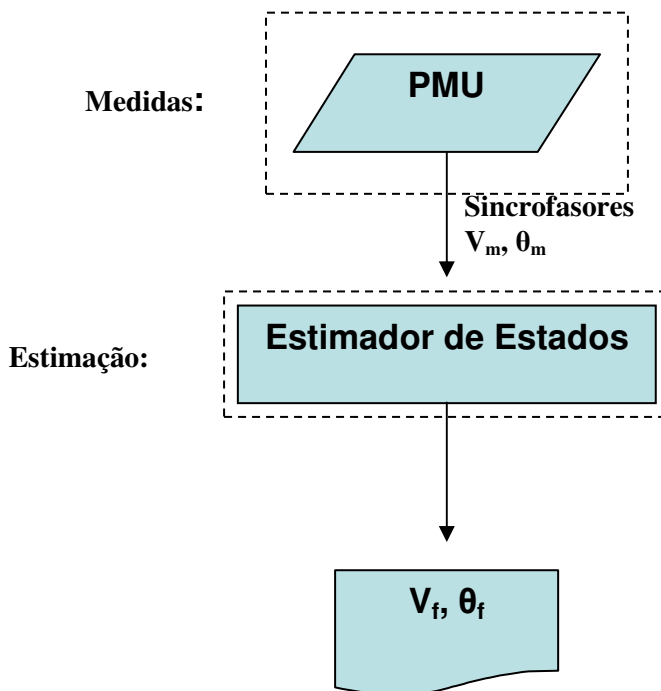 PMU
Medidas:
Sincrofasores
Vm, θm
Estimador de Estados
Estimação:
Vf, θf